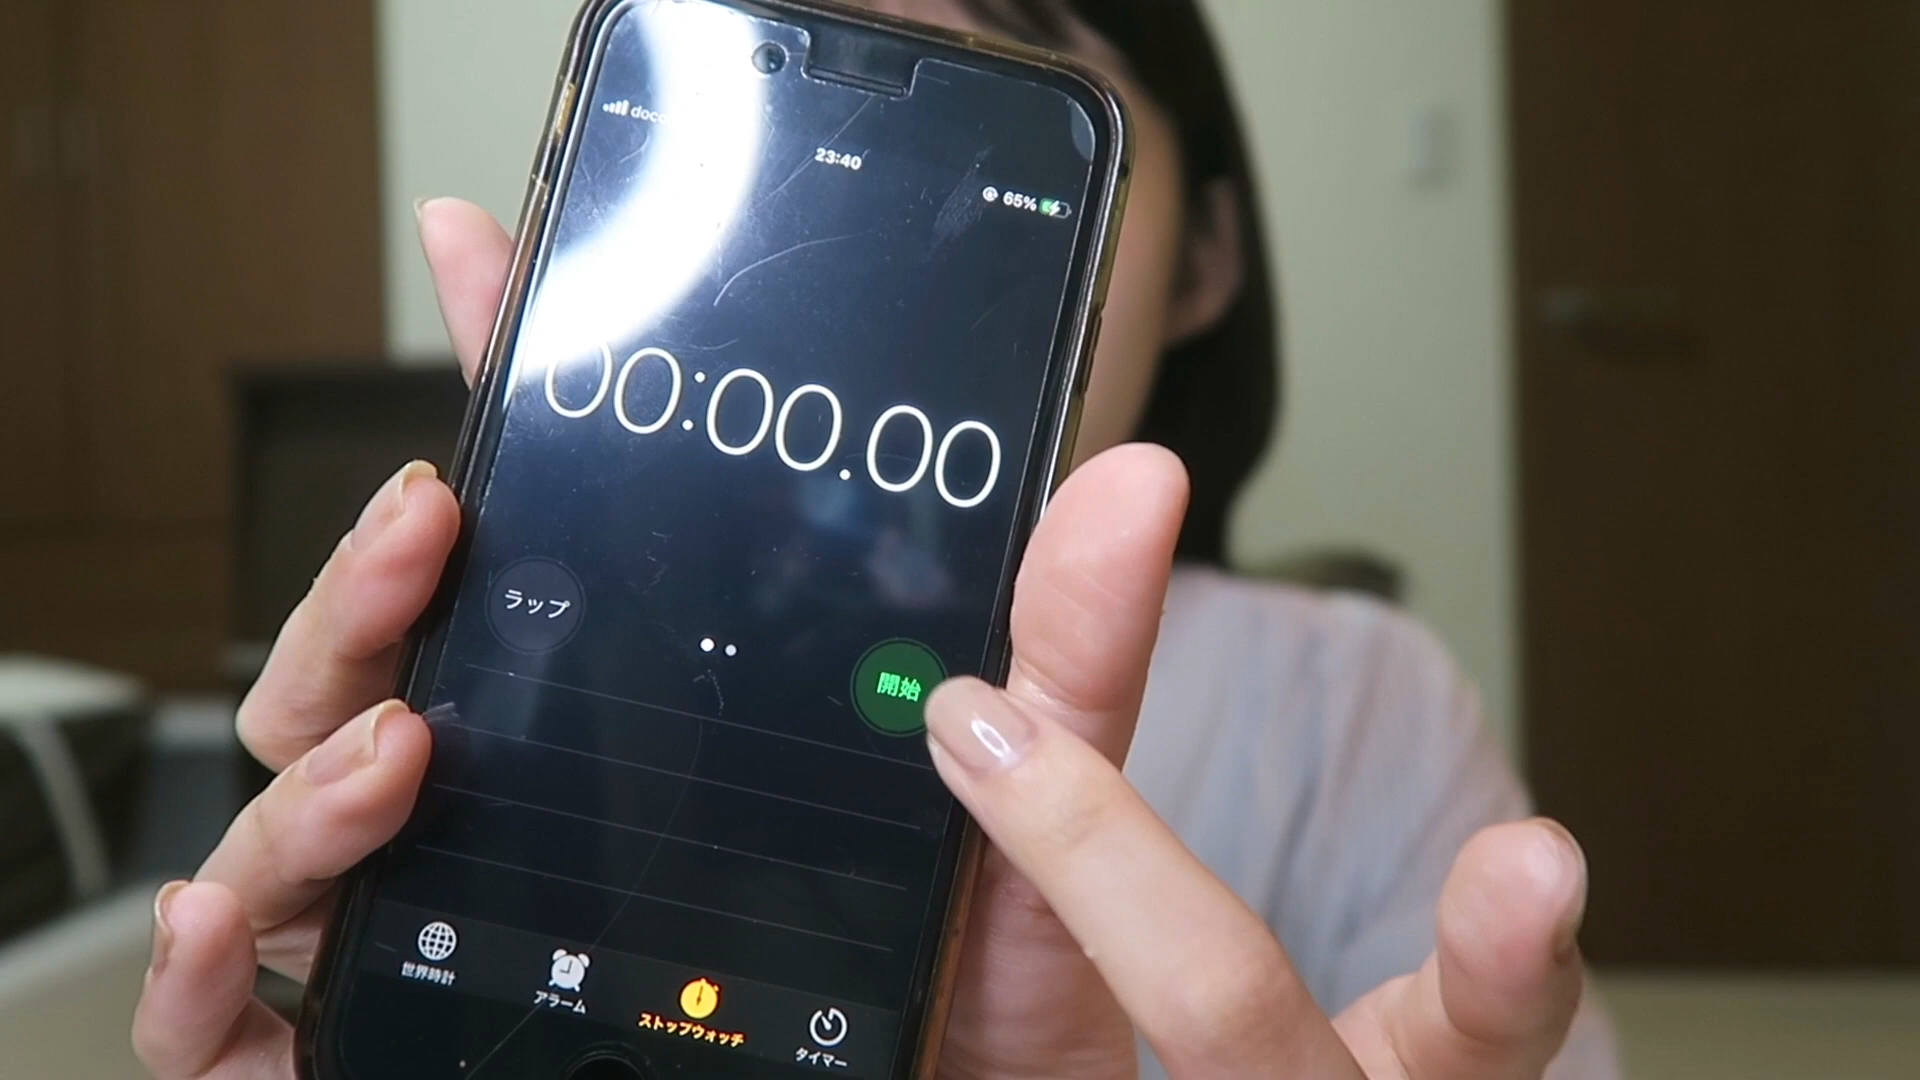 23:40
65%
00:00.00
ラップ
開始
世界時計
アラーム
ストップウォッチ
タイマー